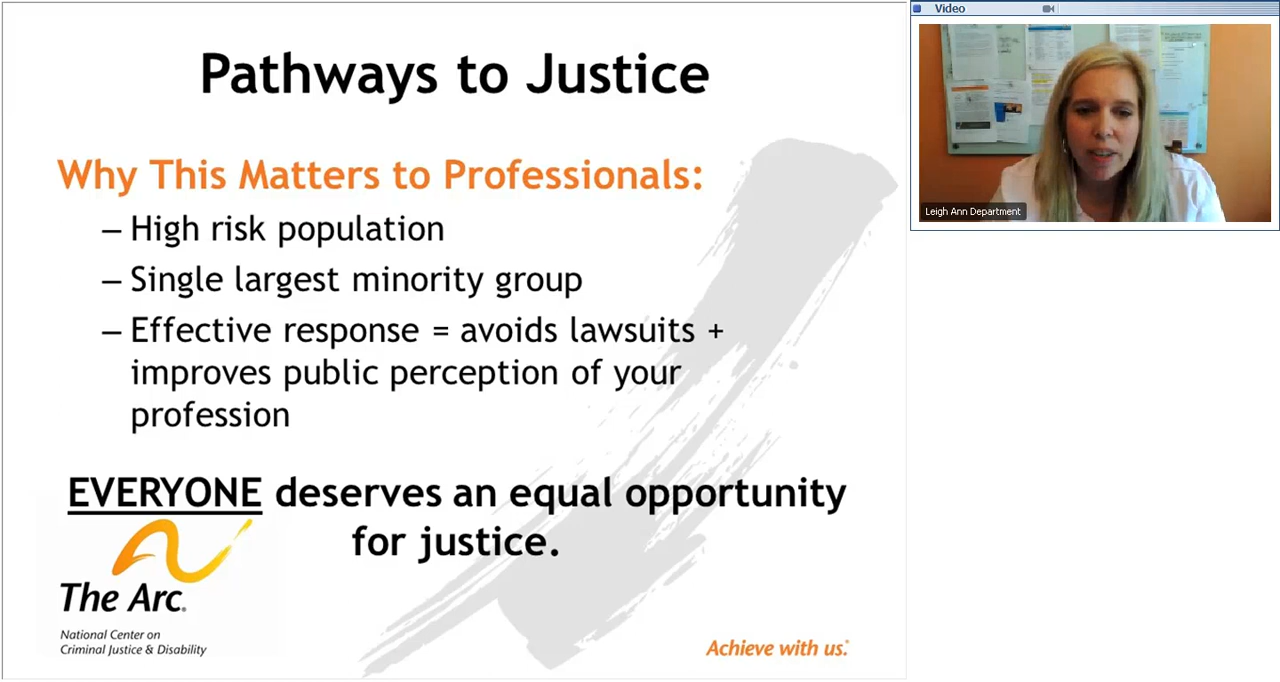 Pathways to Justice
Why This Matters to Professionals:
– High risk population
– Single largest minority group
– Effective response = avoids lawsuits +
improves public perception of your
profession
EVERYONE deserves an equal opportunity
for justice.
The Arc®
National Center on
Criminal Justice & Disability
Achieve with us.®
Video
Leigh Ann Department